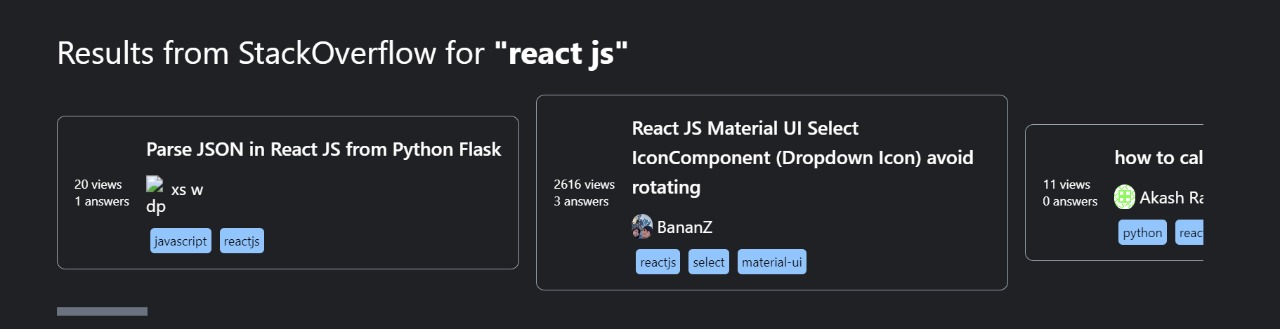 Results from StackOverflow for "react js"
Parse JSON in React JS from Python Flask
20 views
1 answers
xs w
dp
javascript
reactjs
React JS Material UI Select
IconComponent (Dropdown Icon) avoid
rotating
2616 views
3 answers
BananZ
reactjs
select
material-ui
how to cal
11 views
0 answers
Akash Ra
python
reac